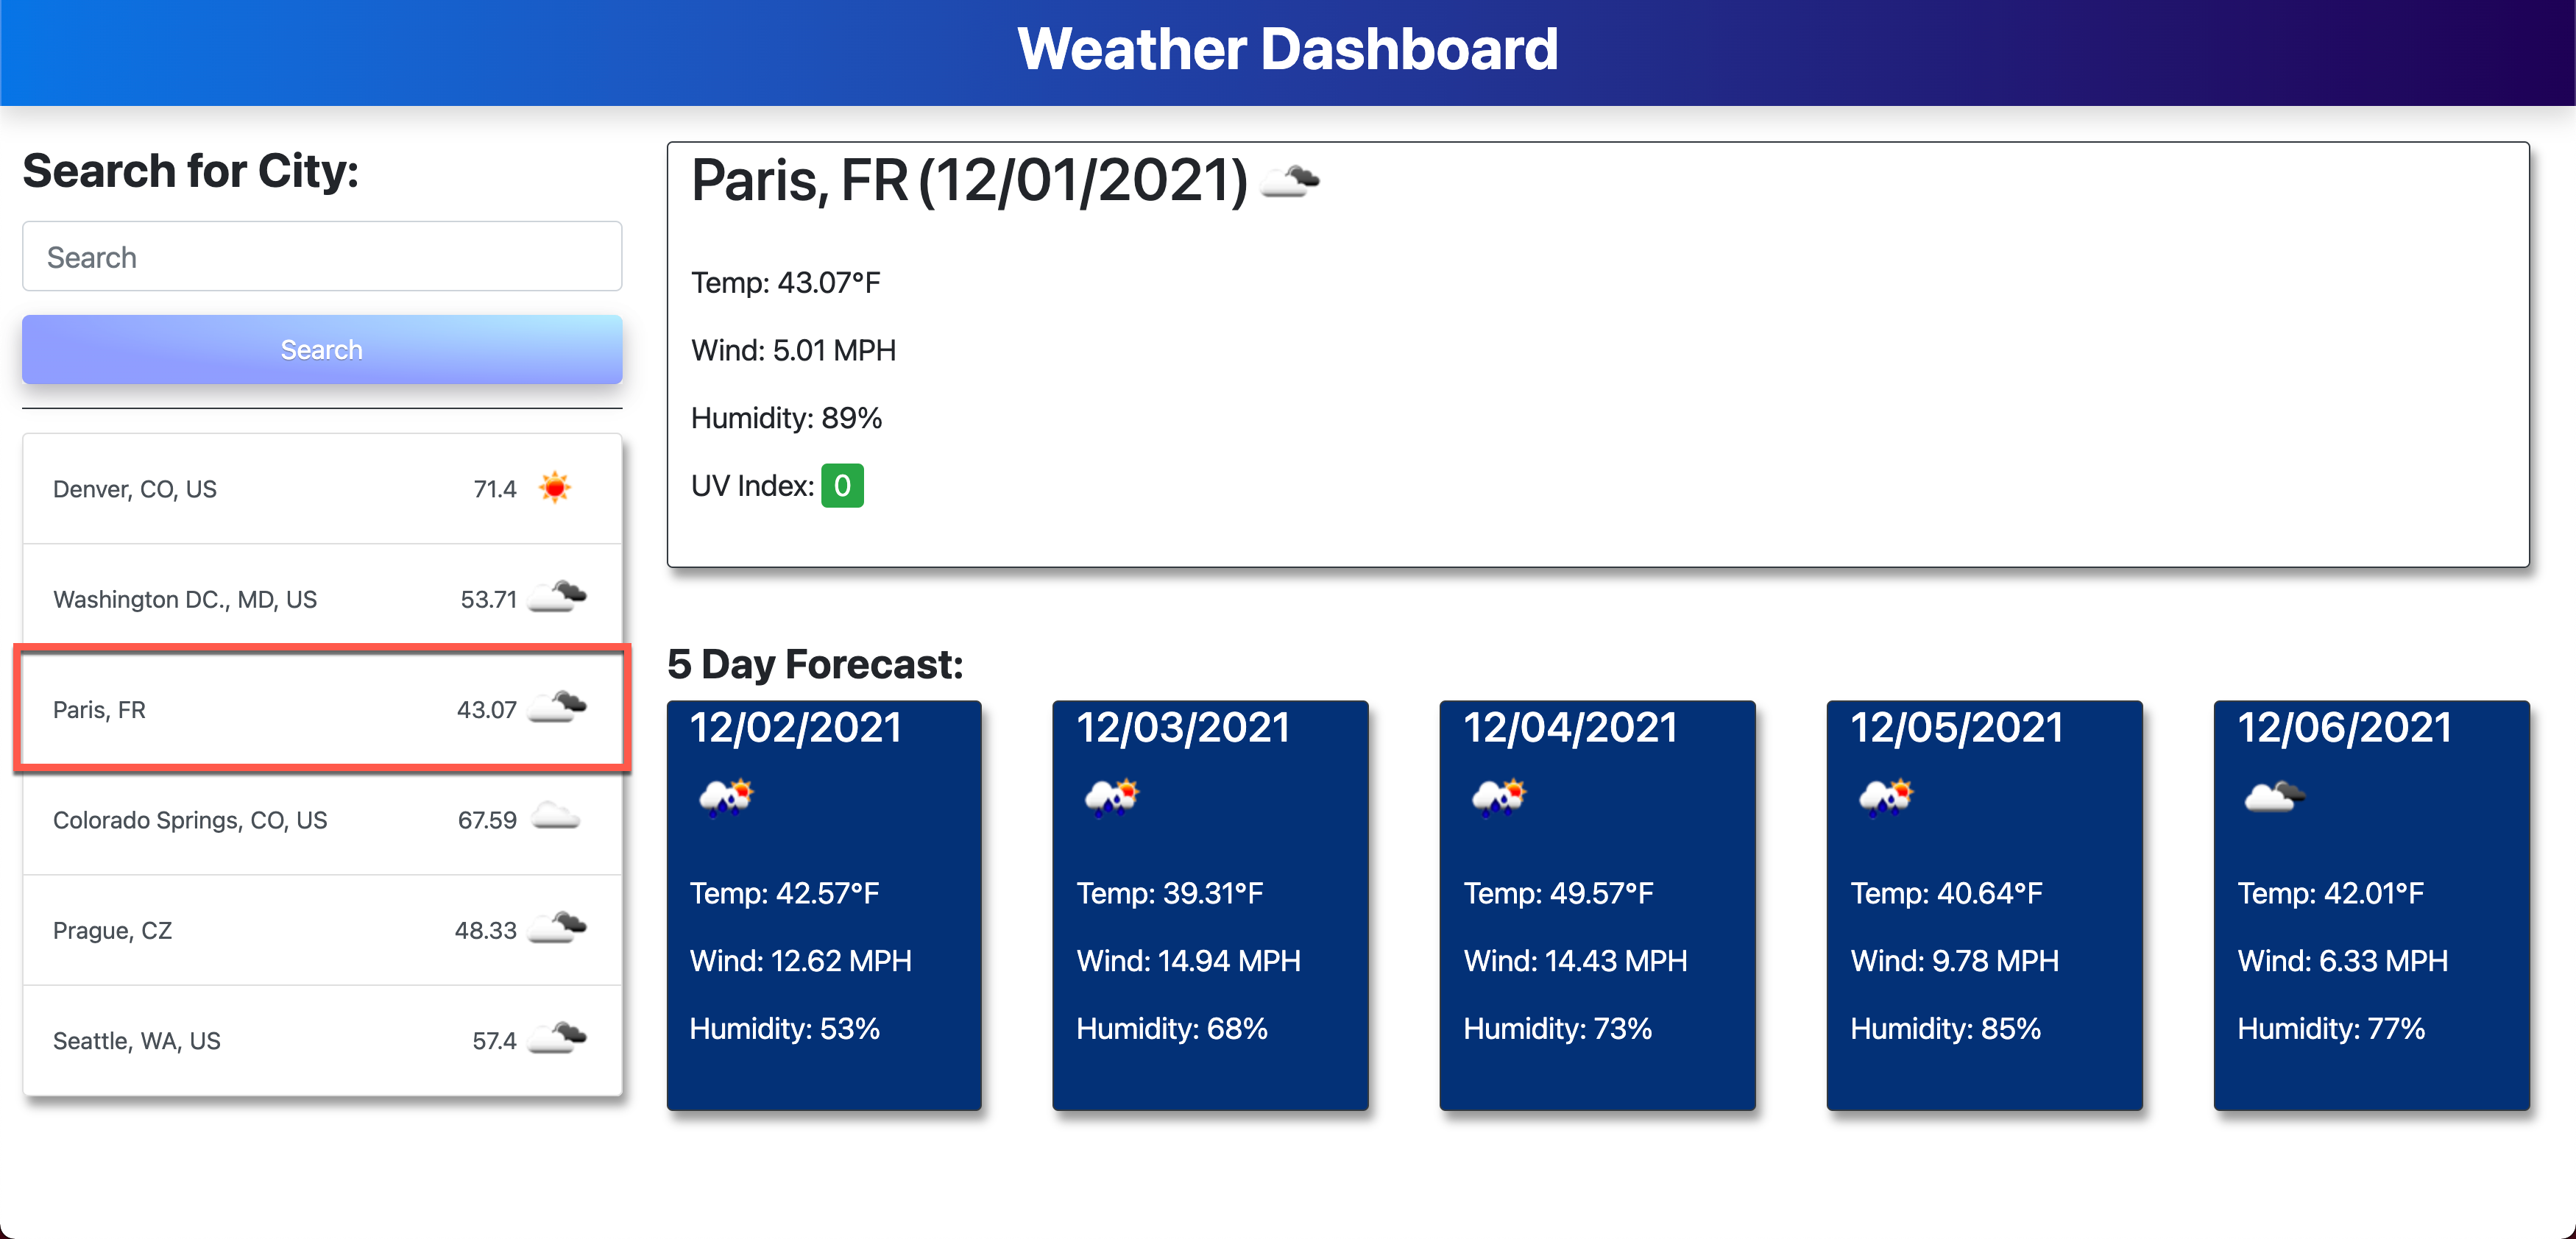 Weather Dashboard
Search for City:
Search
Search
Denver, CO, US 71.4
Washington DC., MD, US 53.71
Paris, FR 43.07
Colorado Springs, CO, US 67.59
Prague, CZ 48.33
Seattle, WA, US 57.4
Paris, FR (12/01/2021)
Temp: 43.07°F
Wind: 5.01 MPH
Humidity: 89%
UV Index: 0
5 Day Forecast:
12/02/2021
Temp: 42.57°F
Wind: 12.62 MPH
Humidity: 53%
12/03/2021
Temp: 39.31°F
Wind: 14.94 MPH
Humidity: 68%
12/04/2021
Temp: 49.57°F
Wind: 14.43 MPH
Humidity: 73%
12/05/2021
Temp: 40.64°F
Wind: 9.78 MPH
Humidity: 85%
12/06/2021
Temp: 42.01°F
Wind: 6.33 MPH
Humidity: 77%